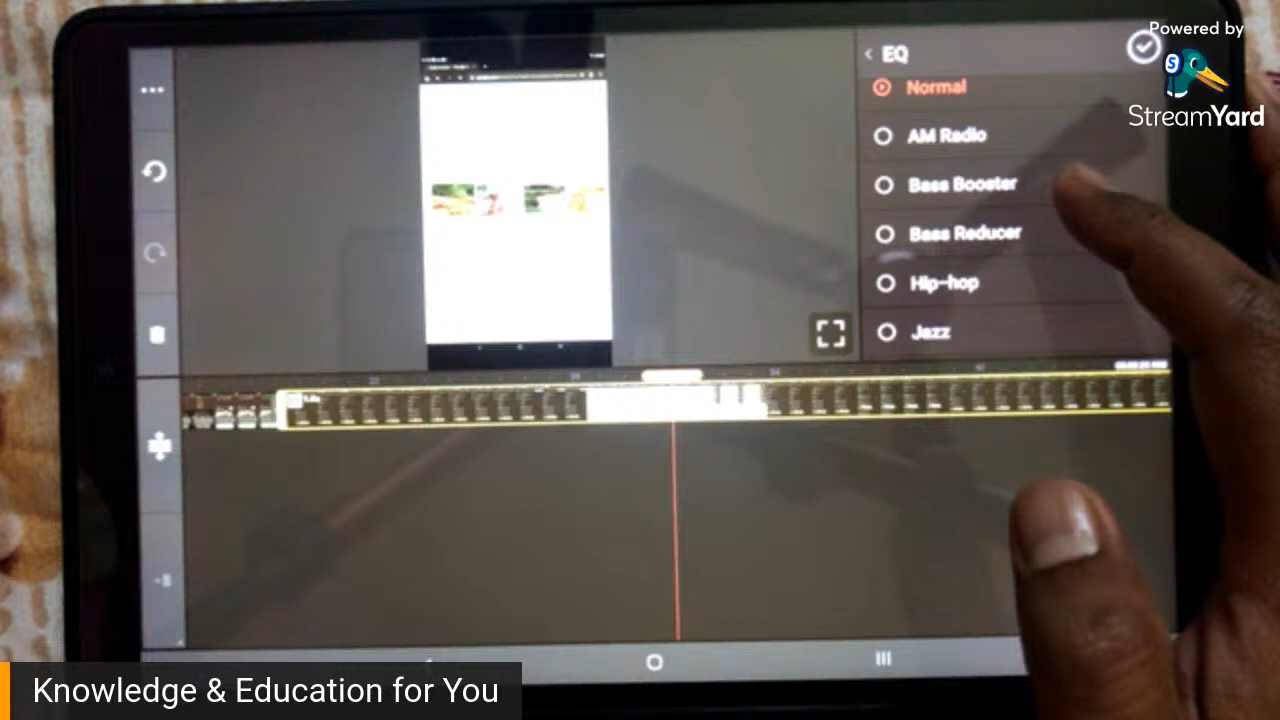 Powered by
StreamYard
EQ
Normal
AM Radio
Bass Booster
Bass Reducer
Hip-hop
Jazz
Knowledge & Education for You